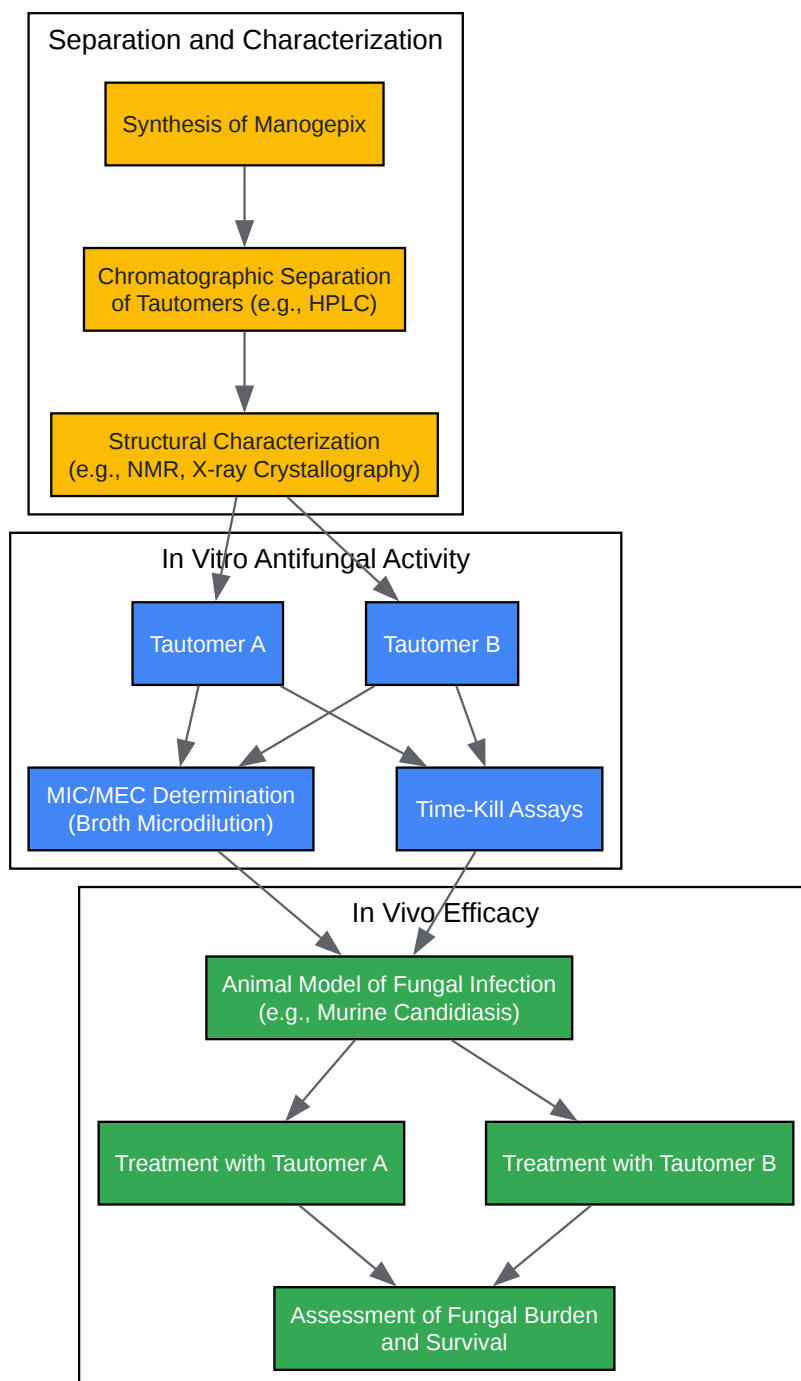 Separation and Characterization
Synthesis of Manogepix
Chromatographic Separation
of Tautomers (e.g., HPLC)
Structural Characterization
(e.g., NMR, X-ray Crystallography)
In Vitro Antifungal Activity
Tautomer A
Tautomer B
MIC/MEC Determination
(Broth Microdilution)
Time-Kill Assays
In Vivo Efficacy
Animal Model of Fungal Infection
(e.g., Murine Candidiasis)
Treatment with Tautomer A
Treatment with Tautomer B
Assessment of Fungal Burden
and Survival